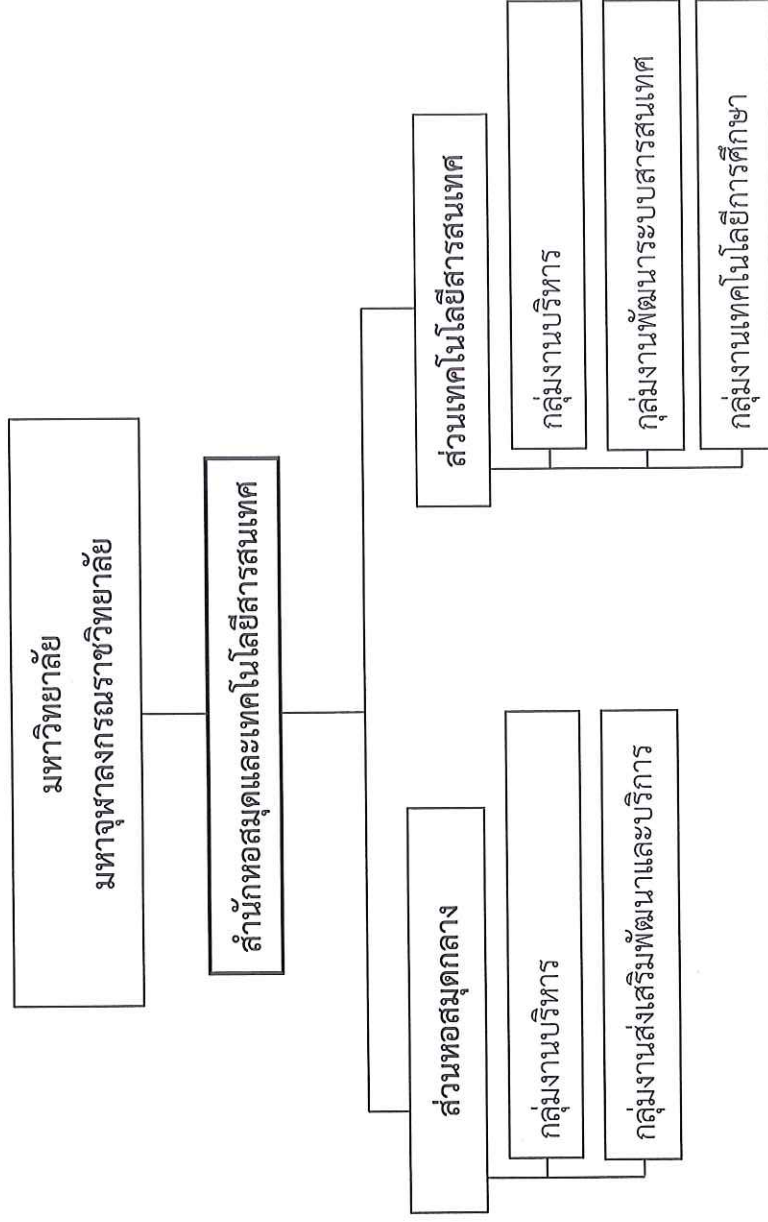 มหาวิทยาลัย
มหาจุฬาลงกรณราชวิทยาลัย
สำนักหอสมุดและเทคโนโลยีสารสนเทศ
ส่วนหอสมุดกลาง
กลุ่มงานบริหาร
กลุ่มงานส่งเสริมพัฒนาและบริการ
ส่วนเทคโนโลยีสารสนเทศ
กลุ่มงานบริหาร
กุล่มงานพัฒนาระบบสารสนเทศ
กลุ่มงานเทคโนโลยีการศึกษา